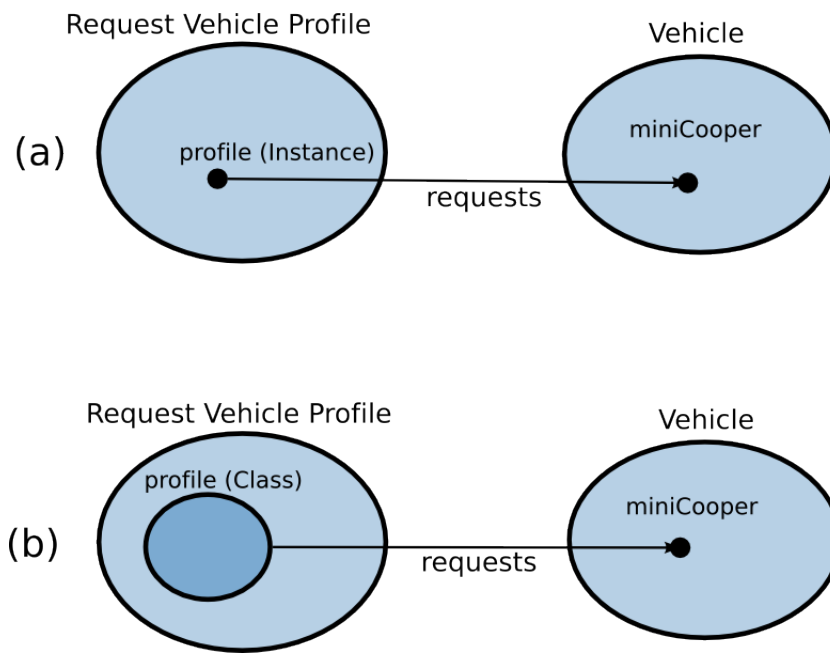 Request Vehicle Profile
Vehicle
(a)
profile (Instance)
miniCooper
requests
Request Vehicle Profile
Vehicle
(b)
profile (Class)
miniCooper
requests